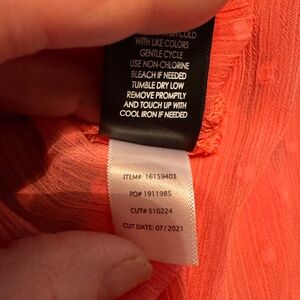 COLD
WITH LIKE COLORS
GENTLE CYCLE
USE NON-CHLORINE
BLEACH IF NEEDED
TUMBLE DRY LOW
REMOVE PROMPTLY
AND TOUCH UP WITH
COOL IRON IF NEEDED
ITEM# 16159403
PO# 1911985
CUT# 510224
CUT DATE: 07/2021